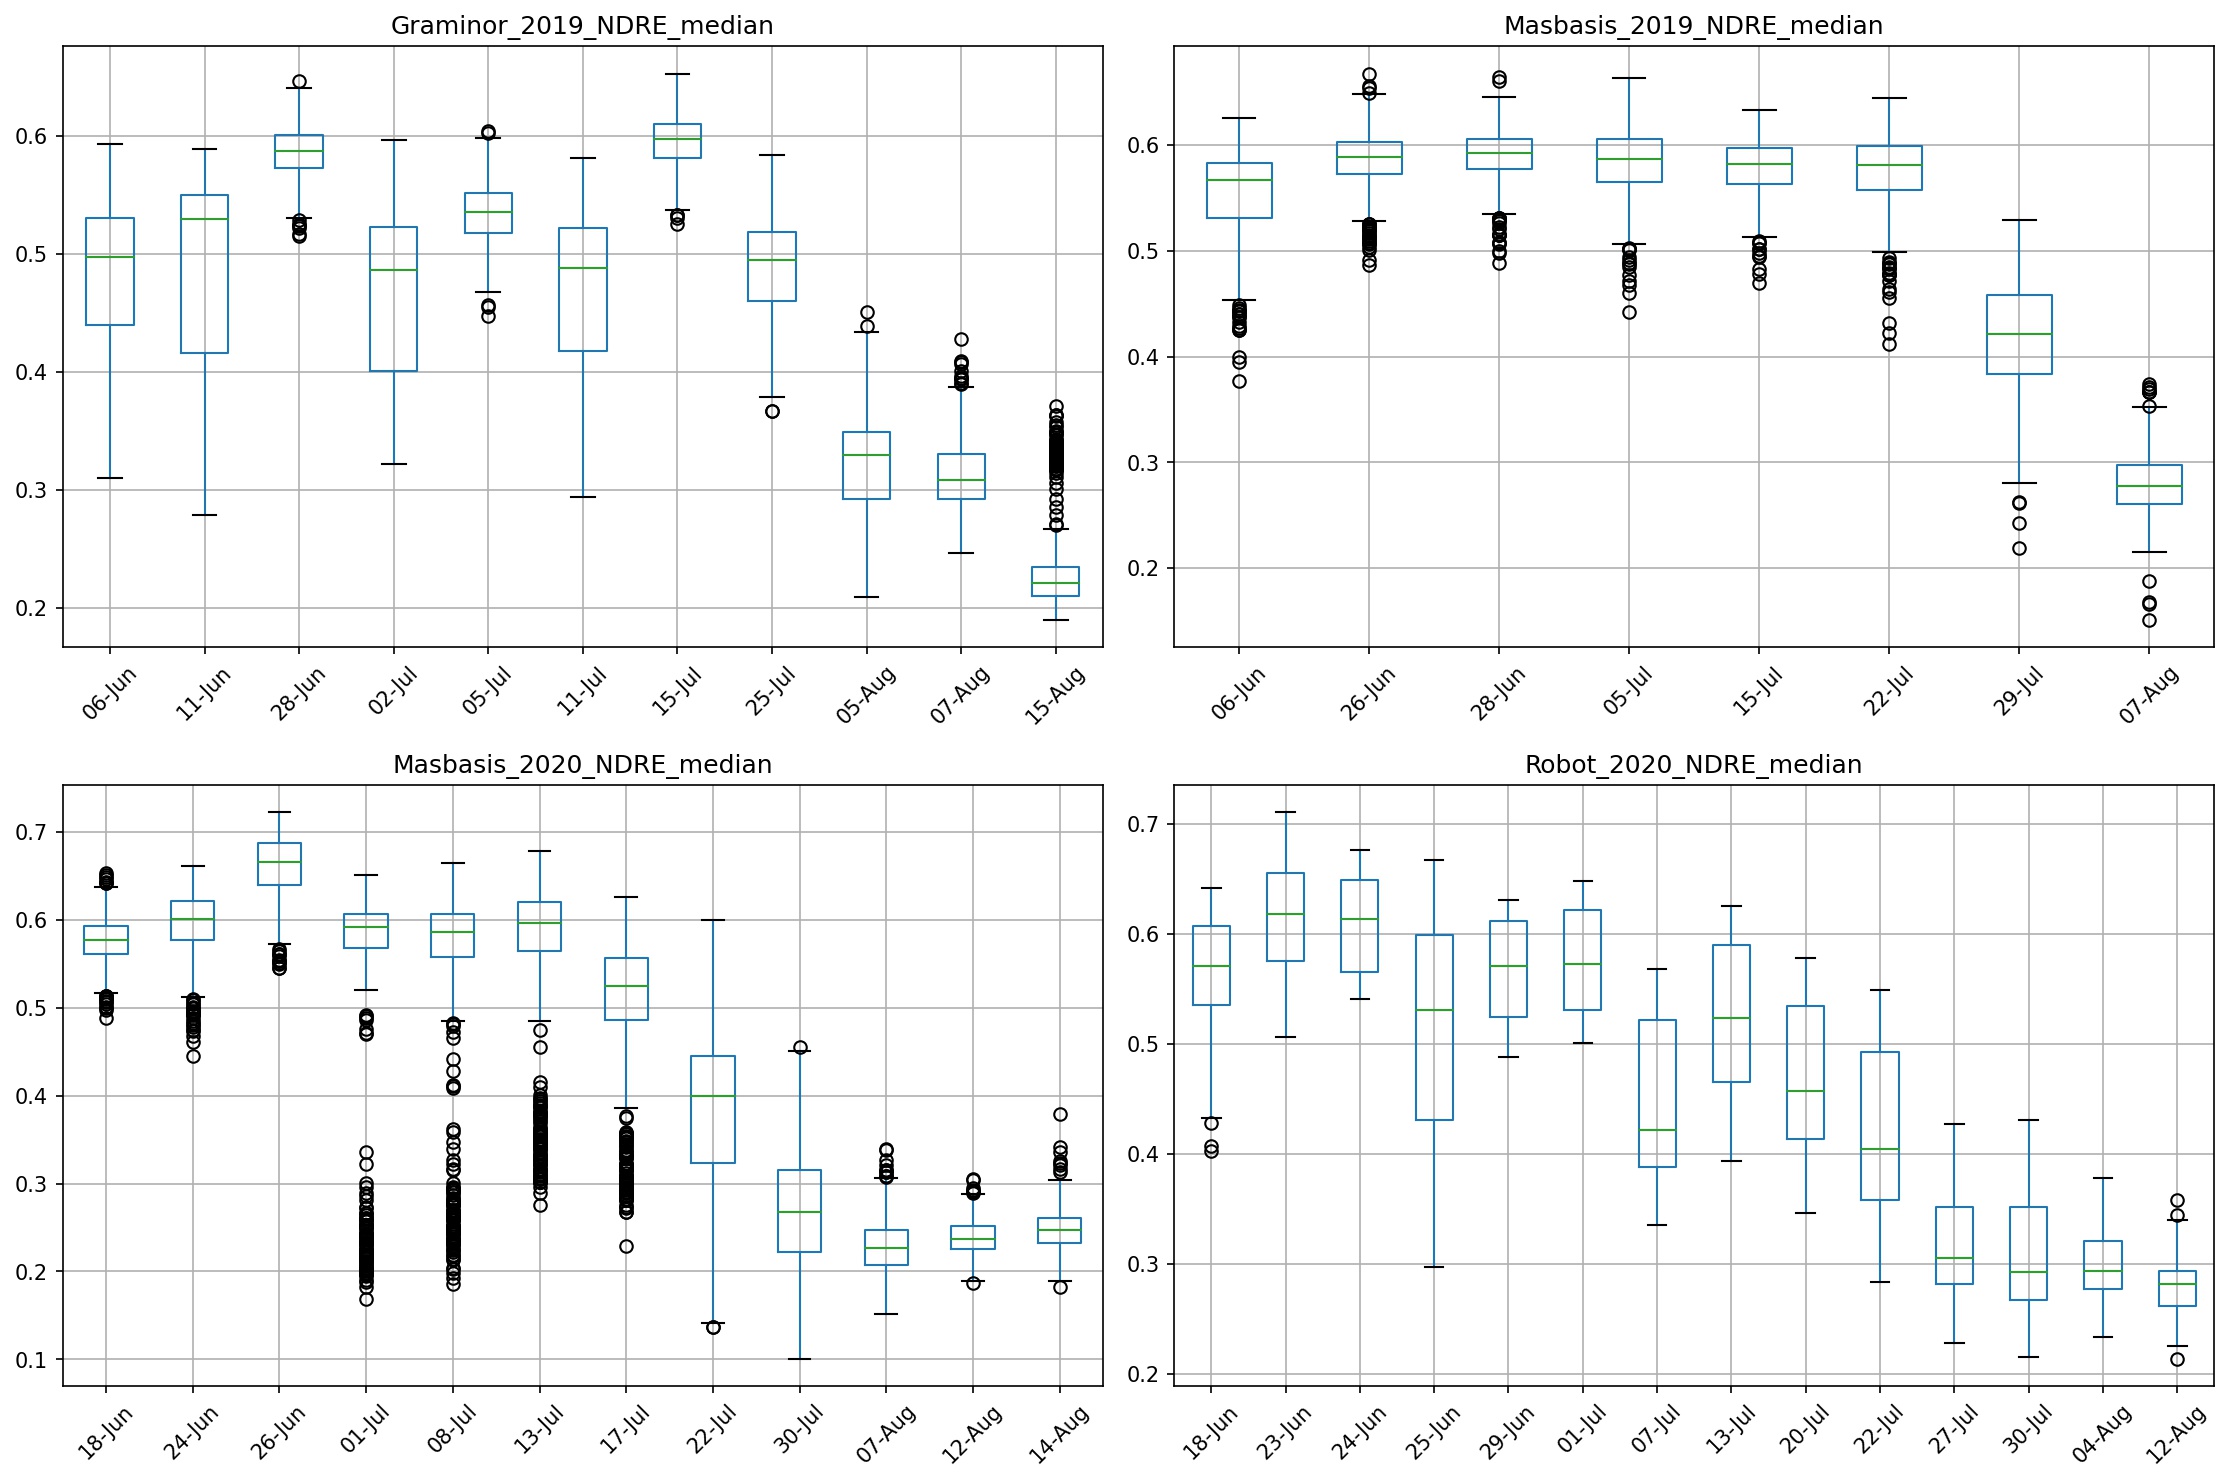 Graminor_2019_NDRE_median
0.6
0.5
0.4
0.3
0.2
06-Jun 11-Jun 28-Jun 02-Jul 05-Jul 11-Jul 15-Jul 25-Jul 05-Aug 07-Aug 15-Aug
Masbasis_2019_NDRE_median
0.6
0.5
0.4
0.3
0.2
06-Jun 26-Jun 28-Jun 05-Jul 15-Jul 22-Jul 29-Jul 07-Aug
Masbasis_2020_NDRE_median
0.7
0.6
0.5
0.4
0.3
0.2
0.1
18-Jun 24-Jun 26-Jun 01-Jul 08-Jul 13-Jul 17-Jul 22-Jul 30-Jul 07-Aug 12-Aug 14-Aug
Robot_2020_NDRE_median
0.7
0.6
0.5
0.4
0.3
0.2
18-Jun 23-Jun 24-Jun 25-Jun 29-Jun 01-Jul 07-Jul 13-Jul 20-Jul 22-Jul 27-Jul 30-Jul 04-Aug 12-Aug